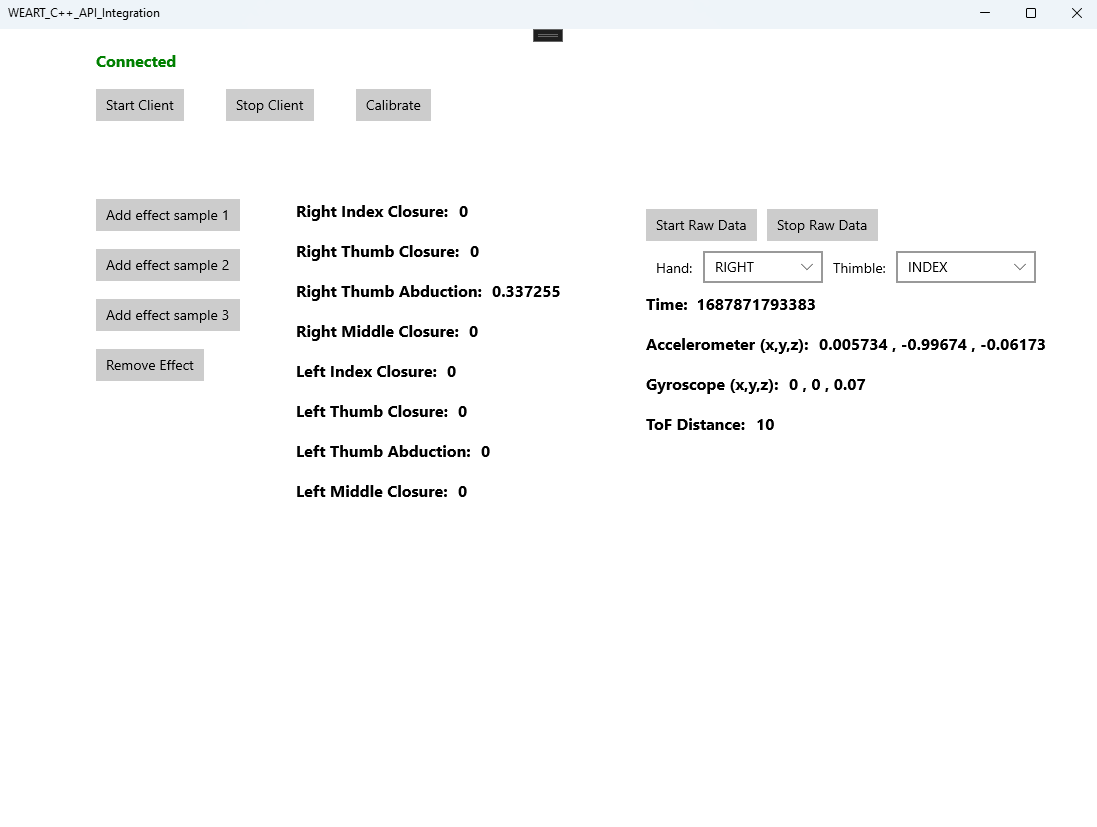 WEART_C++_API_Integration
Connected
Start Client
Stop Client
Calibrate
Add effect sample 1
Add effect sample 2
Add effect sample 3
Remove Effect
Right Index Closure: 0
Right Thumb Closure: 0
Right Thumb Abduction: 0.337255
Right Middle Closure: 0
Left Index Closure: 0
Left Thumb Closure: 0
Left Thumb Abduction: 0
Left Middle Closure: 0
Start Raw Data
Stop Raw Data
Hand: RIGHT
Thimble: INDEX
Time: 1687871793383
Accelerometer (x,y,z): 0.005734 , -0.99674 , -0.06173
Gyroscope (x,y,z): 0 , 0 , 0.07
ToF Distance: 10